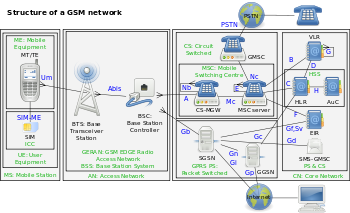 Structure of a GSM network
PSTN
PSTN
ME: Mobile
Equipment
MT/TE
Um
SIM-ME
SIM
ICC
UE: User
Equipment
MS: Mobile Station
Abis
BTS: Base
Transceiver
Station
BSC:
Base Station
Controller
GERAN: GSM EDGE Radio
Access Network
BSS: Base Station System
AN: Access Network
CS: Circuit
Switched
GMSC
MSC: Mobile
Switching Centre
Nb
Nc
E
A
Mc
CS-MGW
MSC server
VLR
G
B
D
HSS
C
H
HLR
AuC
F
EIR
Gb
Gc
Gf,Sv
Gd
SGSN
GPRS PS:
Packet Switched
Gn
Gi
Gp
GGSN
SMS-GMSC
PS & CS
CN: Core Network
Internet